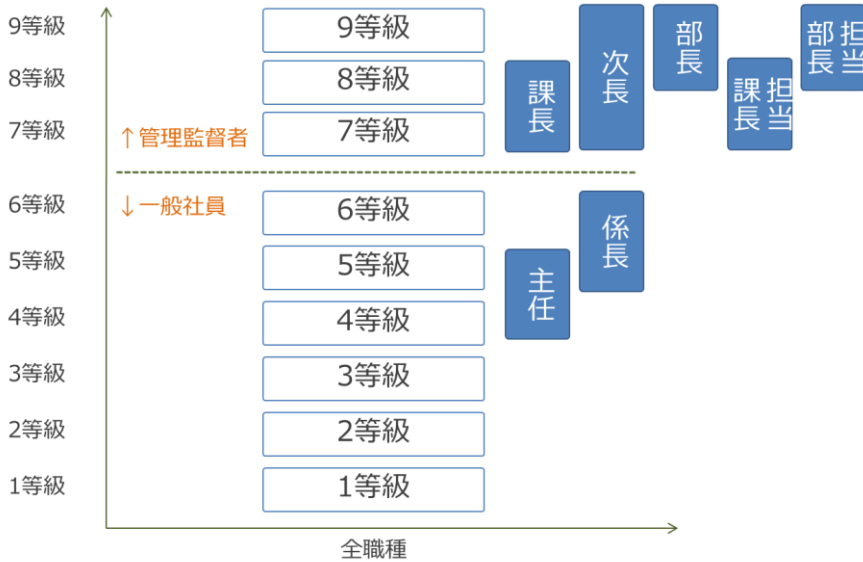 9等級
8等級
7等級
6等級
5等級
4等級
3等級
2等級
1等級
↑管理監督者
↓一般社員
9等級
8等級
7等級
6等級
5等級
4等級
3等級
2等級
1等級
課長
次長
部長
担当課長
担当部長
主任
係長
全職種